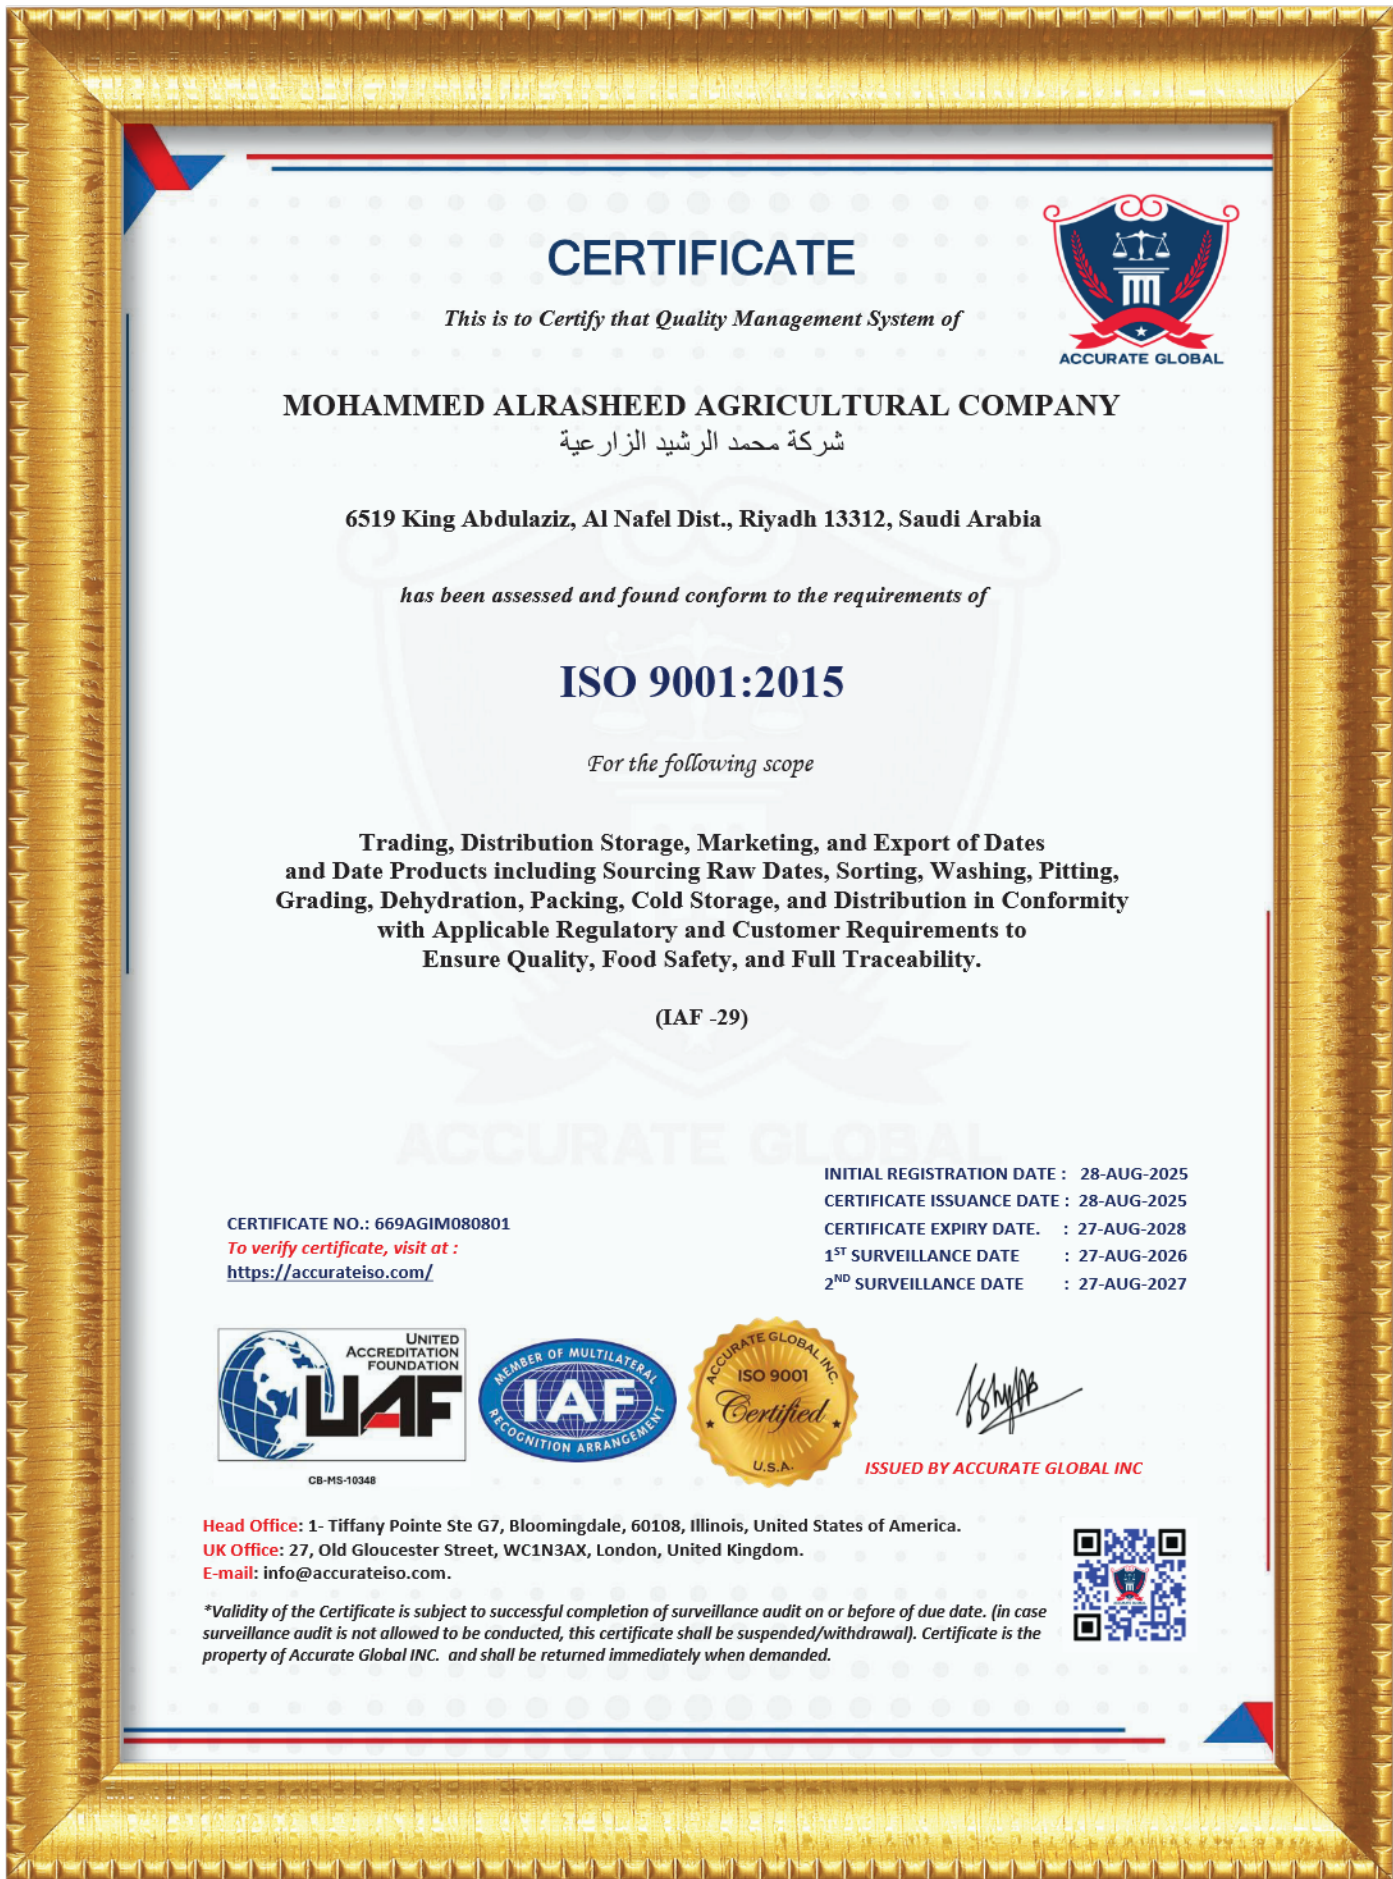 CERTIFICATE
This is to Certify that Quality Management System of
ACCURATE GLOBAL
MOHAMMED ALRASHEED AGRICULTURAL COMPANY
شركة محمد الرشيد الزارعية
6519 King Abdulaziz, Al Nafel Dist., Riyadh 13312, Saudi Arabia
has been assessed and found conform to the requirements of
ISO 9001:2015
For the following scope
Trading, Distribution Storage, Marketing, and Export of Dates
and Date Products including Sourcing Raw Dates, Sorting, Washing, Pitting,
Grading, Dehydration, Packing, Cold Storage, and Distribution in Conformity
with Applicable Regulatory and Customer Requirements to
Ensure Quality, Food Safety, and Full Traceability.
(IAF -29)
ACCURATE GLOBAL
INITIAL REGISTRATION DATE : 28-AUG-2025
CERTIFICATE ISSUANCE DATE : 28-AUG-2025
CERTIFICATE EXPIRY DATE. : 27-AUG-2028
1ST SURVEILLANCE DATE : 27-AUG-2026
2ND SURVEILLANCE DATE : 27-AUG-2027
CERTIFICATE NO.: 669AGIM080801
To verify certificate, visit at :
https://accurateiso.com/
UNITED
ACCREDITATION
FOUNDATION
UAF
CB-MS-10348
MEMBER OF MULTILATERAL
IAF
RECOGNITION ARRANGEMENT
ACCURATE GLOBAL INC.
ISO 9001
Certified
U.S.A.
ISSUED BY ACCURATE GLOBAL INC
Head Office: 1- Tiffany Pointe Ste G7, Bloomingdale, 60108, Illinois, United States of America.
UK Office: 27, Old Gloucester Street, WC1N3AX, London, United Kingdom.
E-mail: info@accurateiso.com.
*Validity of the Certificate is subject to successful completion of surveillance audit on or before of due date. (in case
surveillance audit is not allowed to be conducted, this certificate shall be suspended/withdrawal). Certificate is the
property of Accurate Global INC. and shall be returned immediately when demanded.